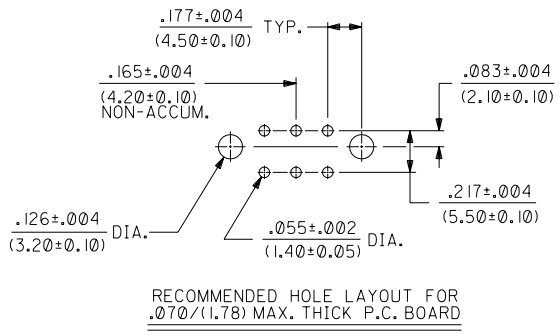 .177±.004 TYP.
(4.50±0.10)
.165±.004
(4.20±0.10)
NON-ACCUM.
.083±.004
(2.10±0.10)
.217±.004
(5.50±0.10)
.126±.004 DIA.
(3.20±0.10)
.055±.002 DIA.
(1.40±0.05)
RECOMMENDED HOLE LAYOUT FOR
.070/(1.78) MAX. THICK P.C. BOARD